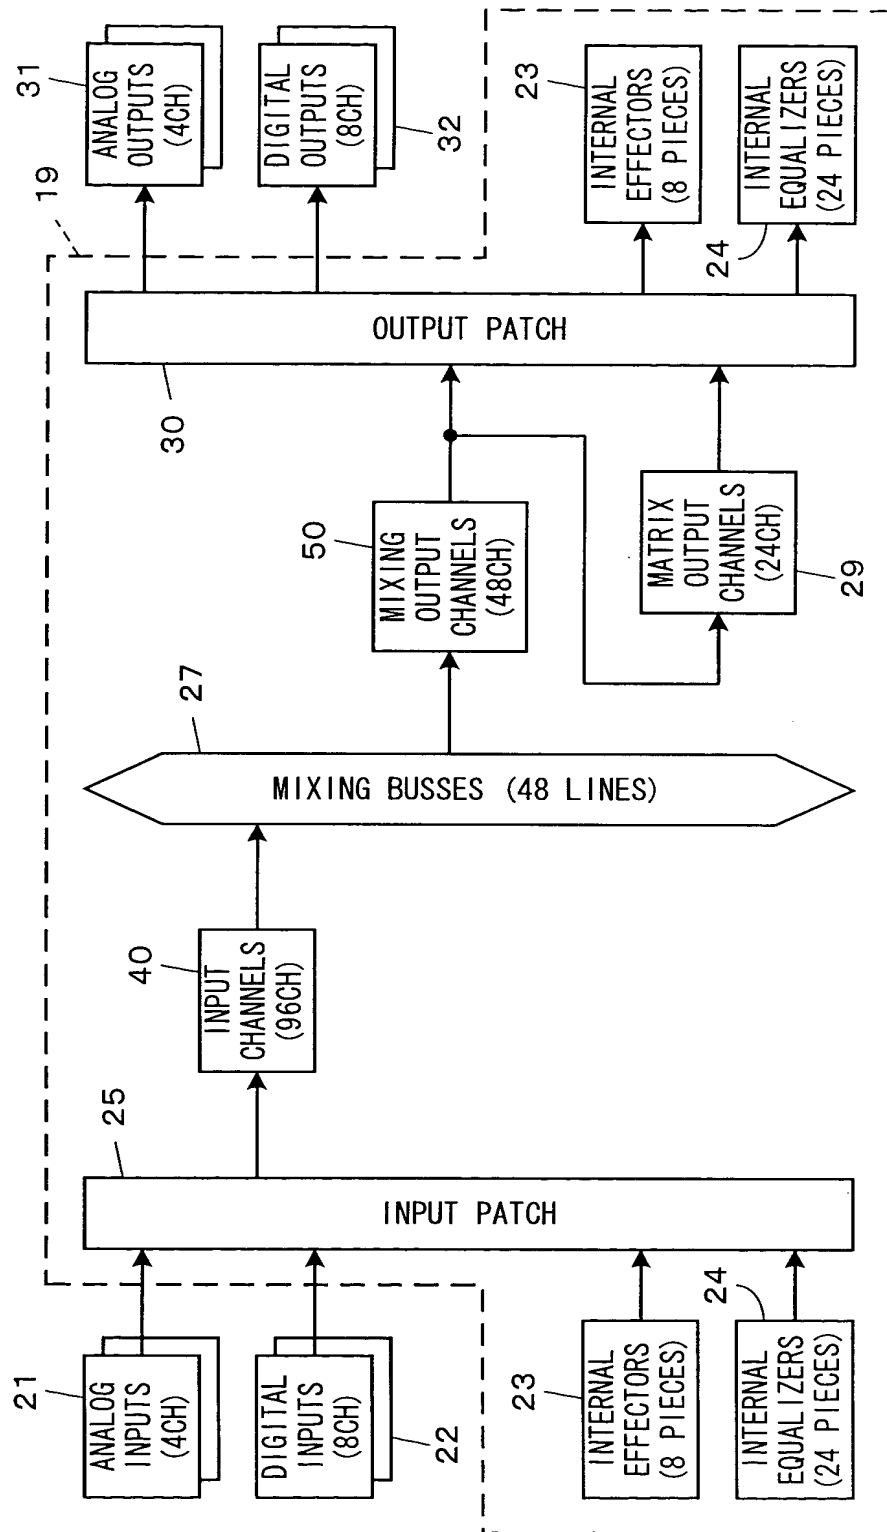 21
ANALOG
INPUTS
(4CH)
22
DIGITAL
INPUTS
(8CH)
23
INTERNAL
EFFECTORS
(8 PIECES)
24
INTERNAL
EQUALIZERS
(24 PIECES)
25
INPUT PATCH
40
INPUT
CHANNELS
(96CH)
27
MIXING BUSSES (48 LINES)
50
MIXING
OUTPUT
CHANNELS
(48CH)
MATRIX
OUTPUT
CHANNELS
(24CH)
29
30
OUTPUT PATCH
19
31
ANALOG
OUTPUTS
(4CH)
DIGITAL
OUTPUTS
(8CH)
32
23
INTERNAL
EFFECTORS
(8 PIECES)
24
INTERNAL
EQUALIZERS
(24 PIECES)